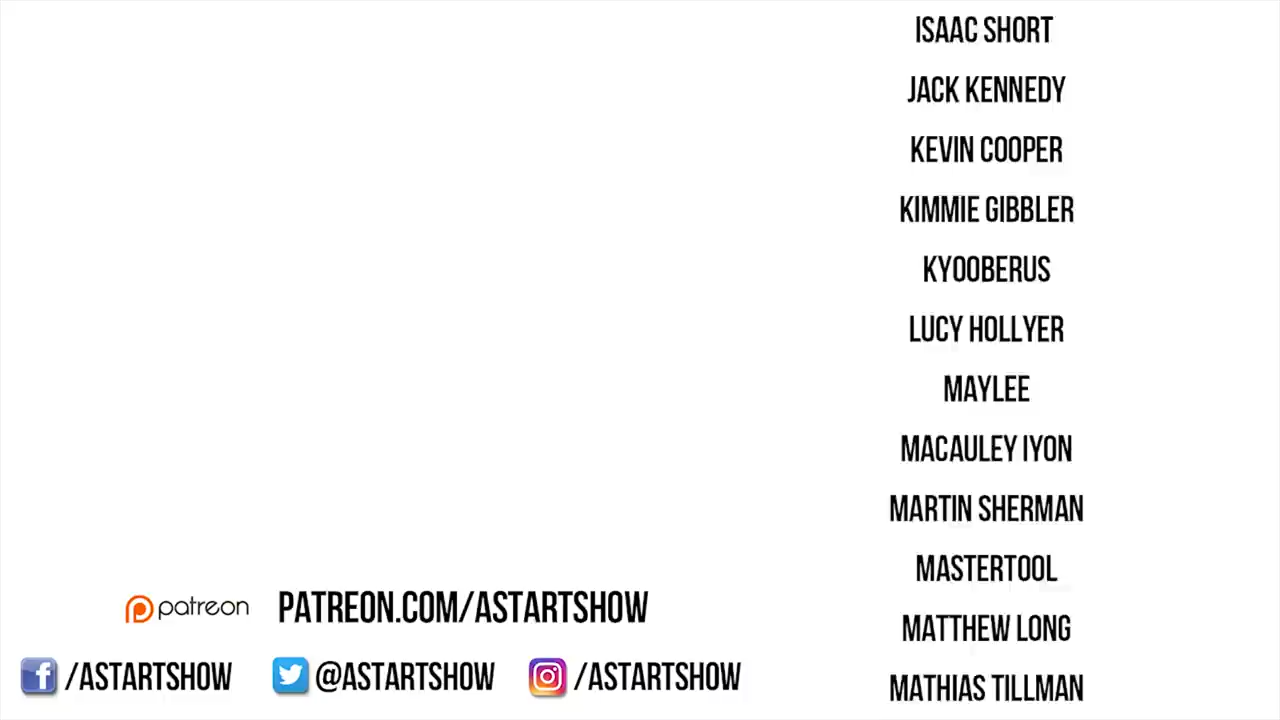 ISAAC SHORT
JACK KENNEDY
KEVIN COOPER
KIMMIE GIBBLER
KYOOBERUS
LUCY HOLLYER
MAYLEE
MACAULEY IYON
MARTIN SHERMAN
MASTERTOOL
MATTHEW LONG
MATHIAS TILLMAN
patreon PATREON.COM/ASTARTSHOW
/ASTARTSHOW @ASTARTSHOW /ASTARTSHOW